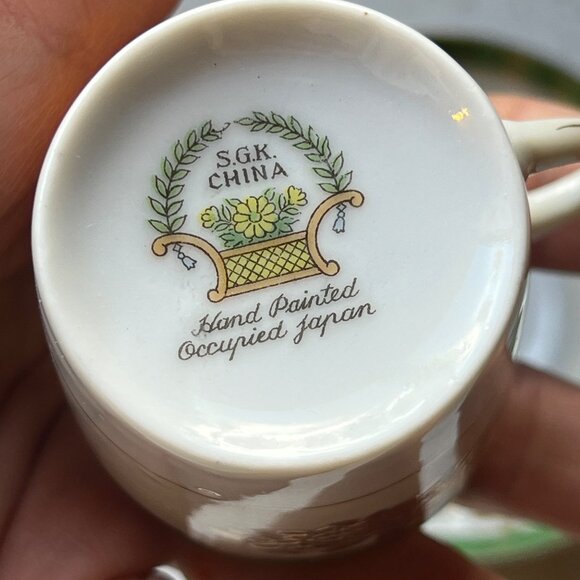 S.G.K.
CHINA
Hand Painted
Occupied Japan